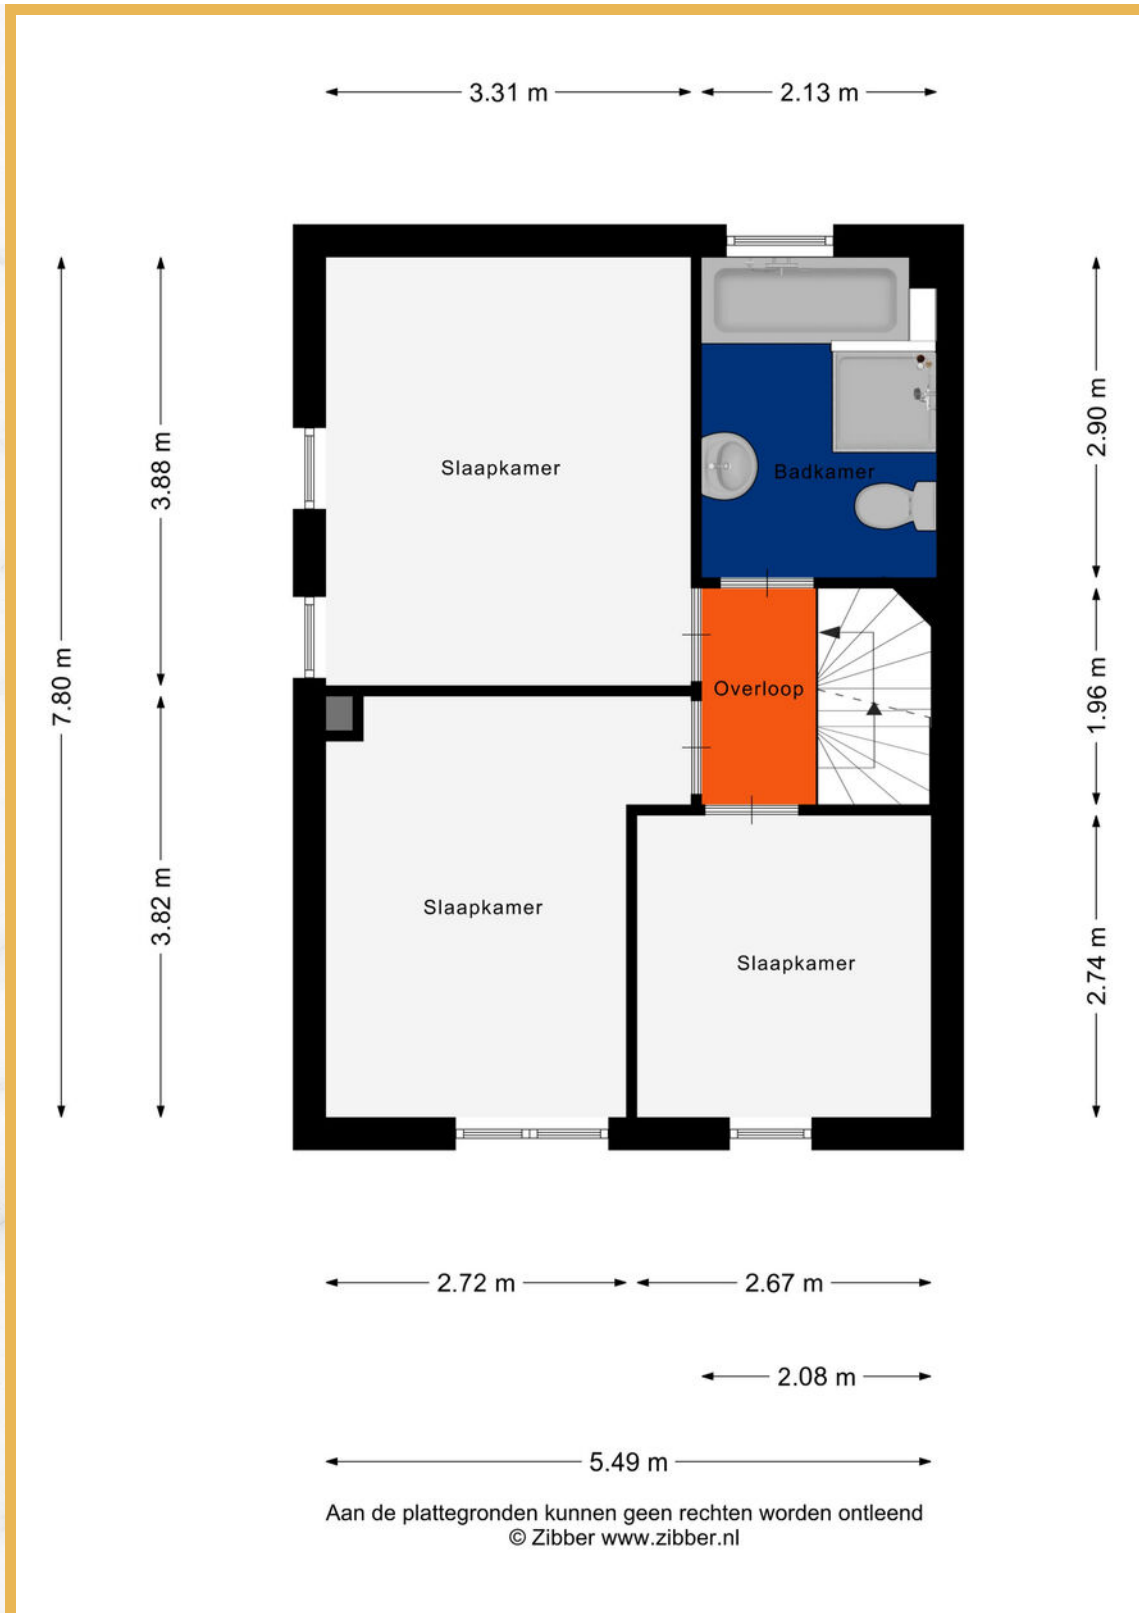 3.31 m
2.13 m
3.88 m
7.80 m
3.82 m
2.90 m
1.96 m
2.74 m
Slaapkamer
Badkamer
Overloop
Slaapkamer
Slaapkamer
2.72 m
2.67 m
2.08 m
5.49 m
Aan de plattegronden kunnen geen rechten worden ontleend
© Zibber www.zibber.nl